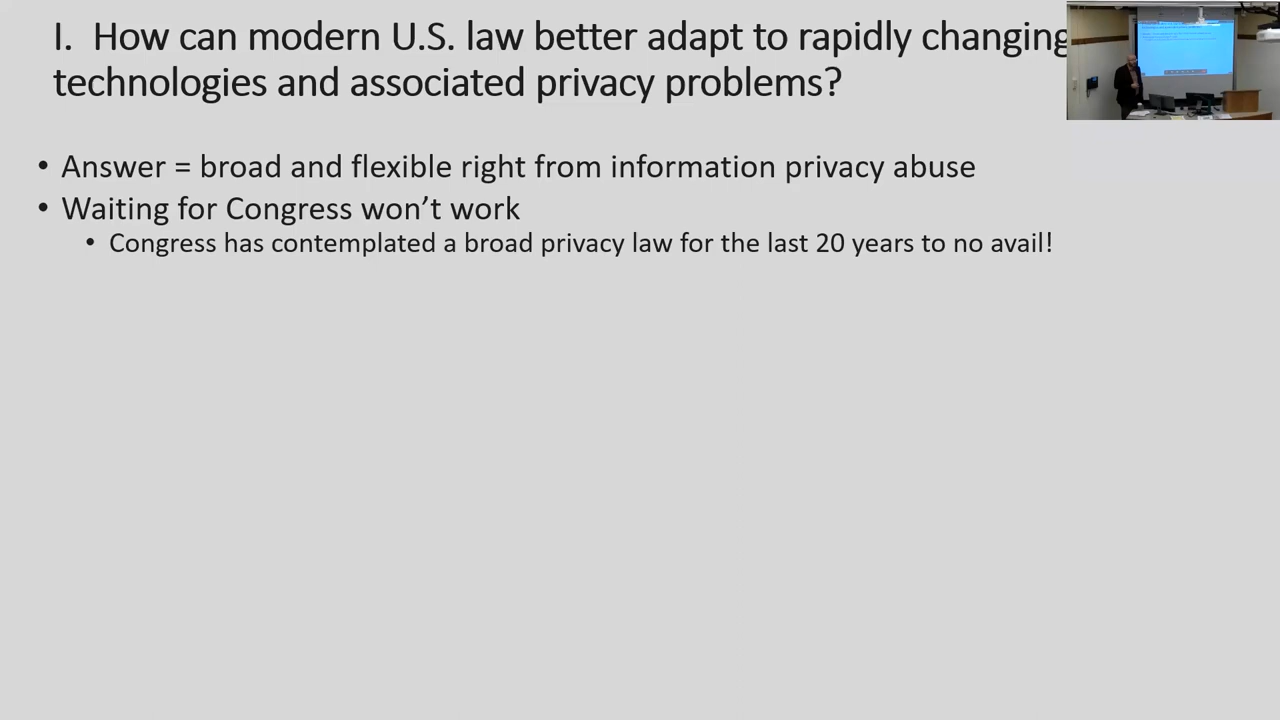 I. How can modern U.S. law better adapt to rapidly changing
technologies and associated privacy problems?
• Answer = broad and flexible right from information privacy abuse
• Waiting for Congress won’t work
• Congress has contemplated a broad privacy law for the last 20 years to no avail!